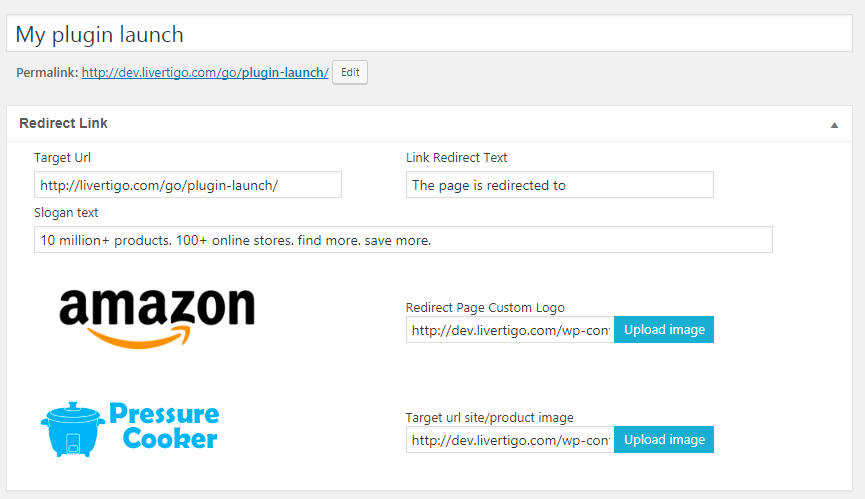 My plugin launch
Permalink: http://dev.livertigo.com/go/plugin-launch/ Edit
Redirect Link
Target Url
Link Redirect Text
http://livertigo.com/go/plugin-launch/
The page is redirected to
Slogan text
10 million+ products. 100+ online stores. find more. save more.
amazon
Redirect Page Custom Logo
http://dev.livertigo.com/wp-con
Upload image
Pressure
Cooker
Target url site/product image
http://dev.livertigo.com/wp-con
Upload image